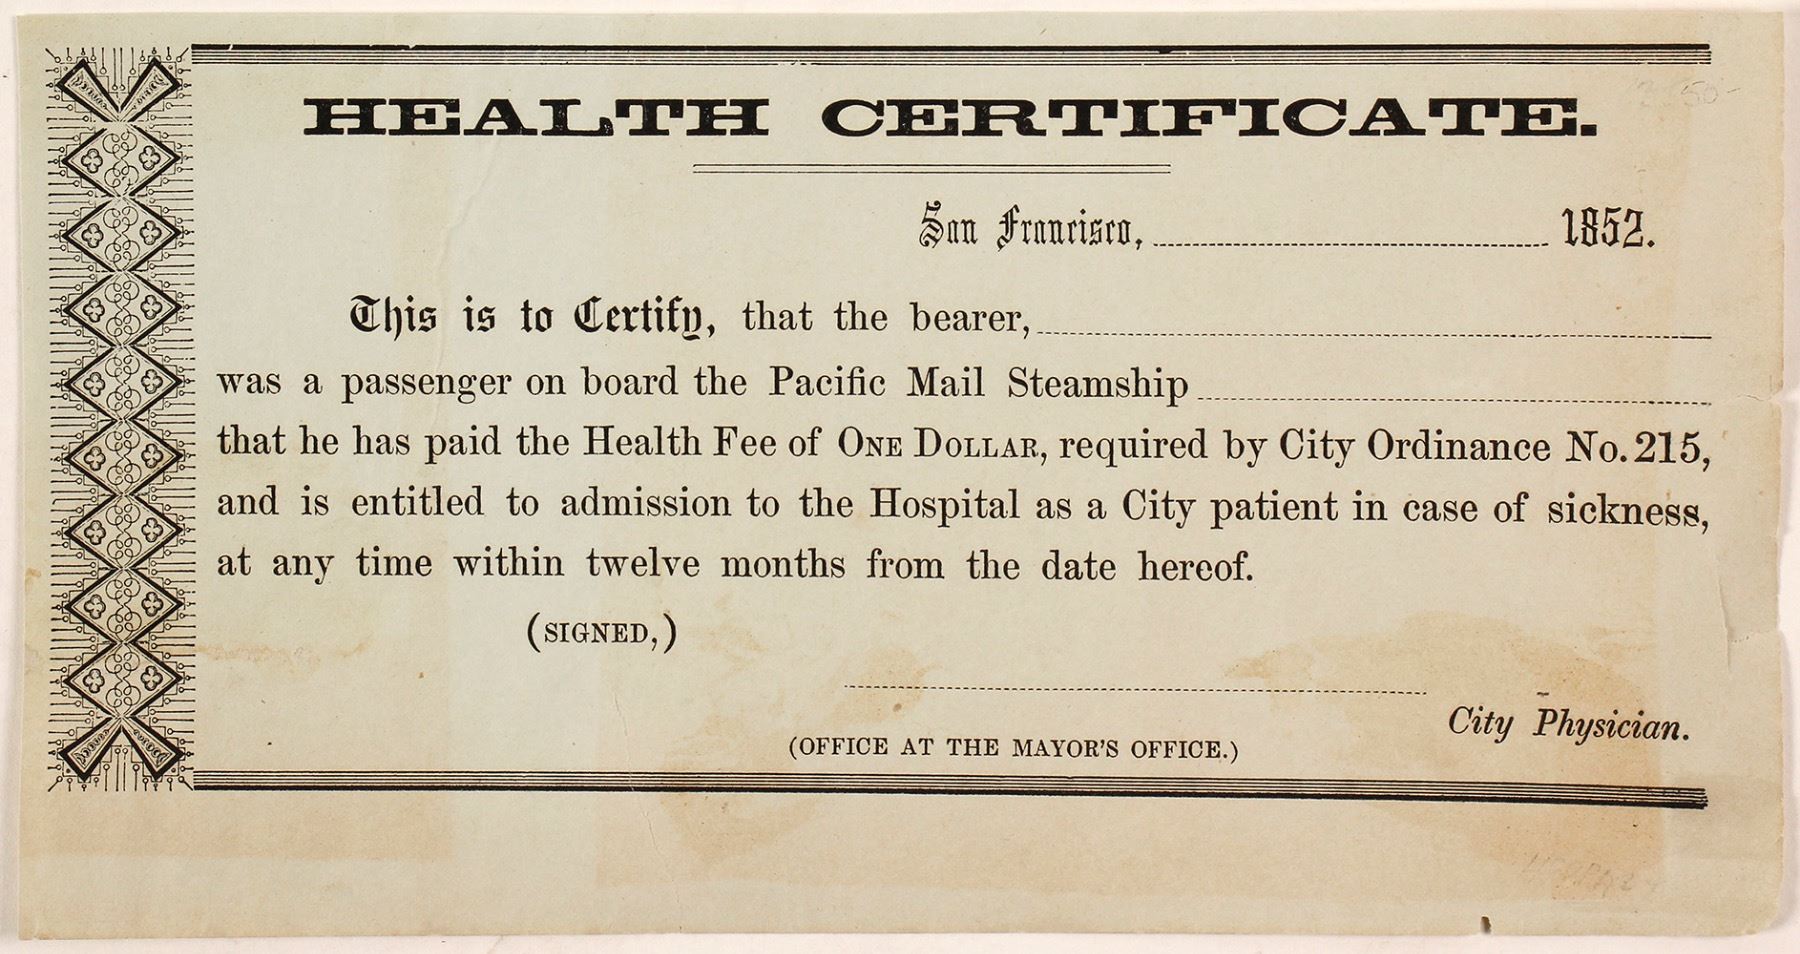 HEALTH CERTIFICATE.
San Francisco, 1852.
This is to Certify, that the bearer,
was a passenger on board the Pacific Mail Steamship
that he has paid the Health Fee of ONE DOLLAR, required by City Ordinance No. 215,
and is entitled to admission to the Hospital as a City patient in case of sickness,
at any time within twelve months from the date hereof.
(SIGNED,)
City Physician.
(OFFICE AT THE MAYOR'S OFFICE.)